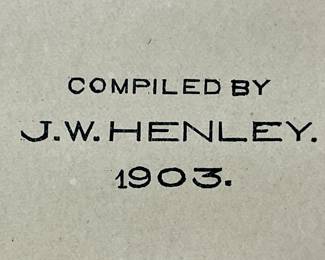 COMPILED BY
J.W. HENLEY.
1903.